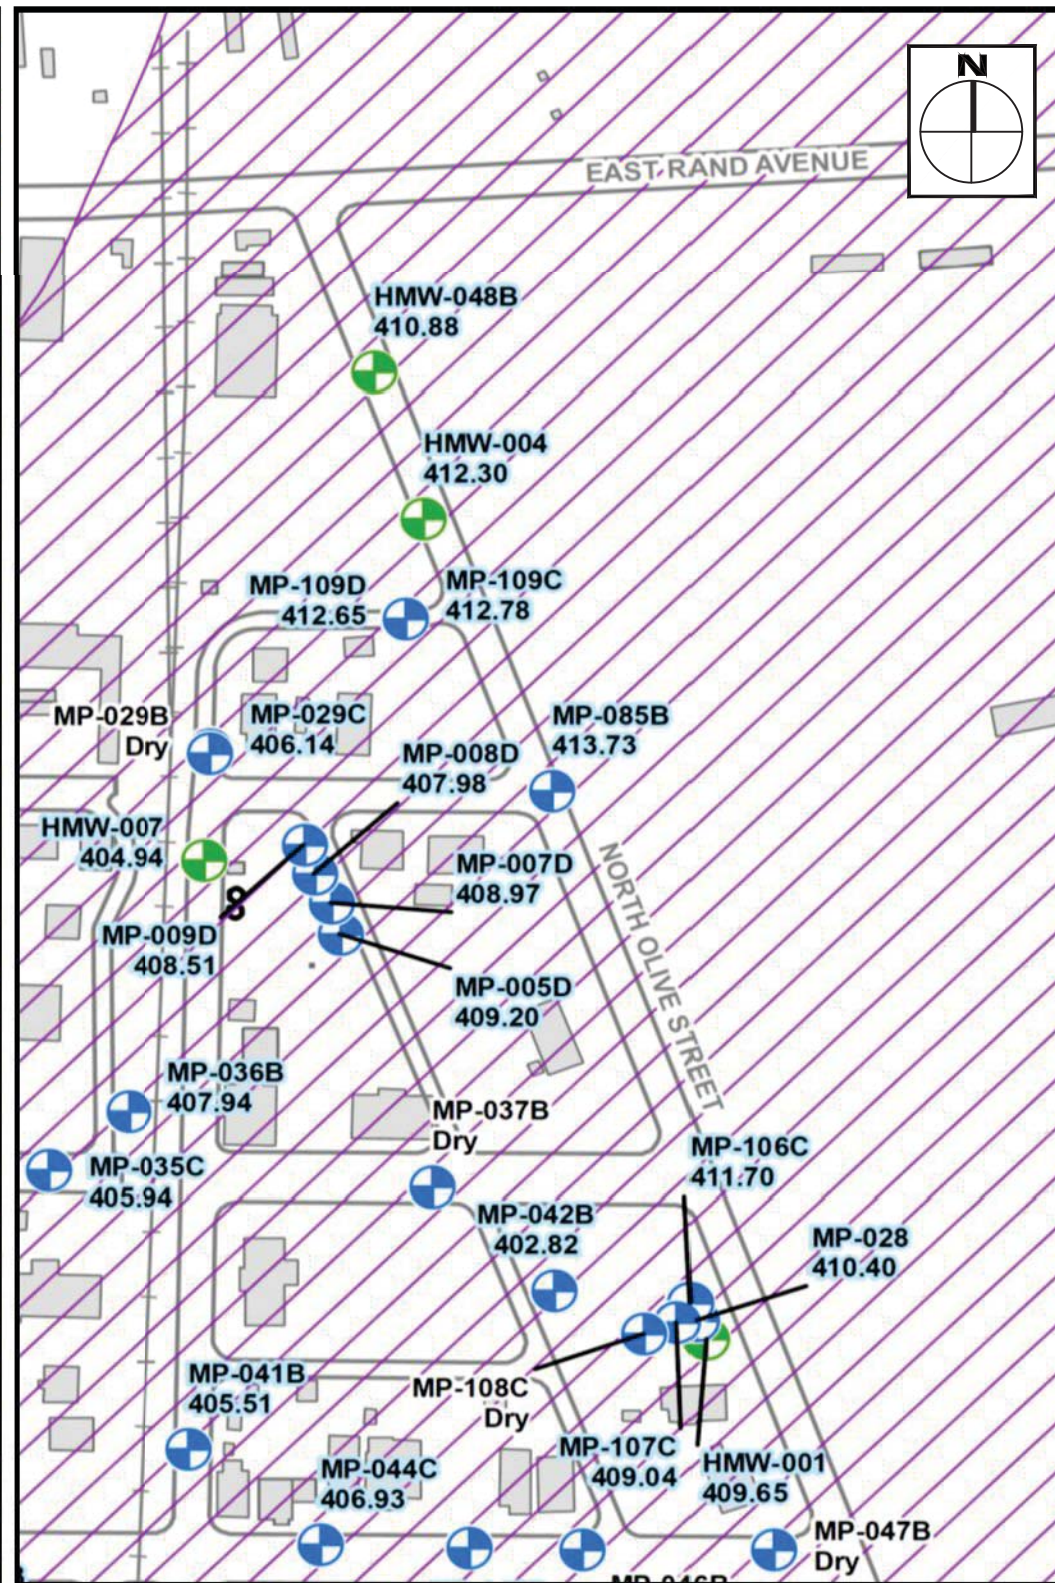 N
EAST RAND AVENUE
HMW-048B
410.88
HMW-004
412.30
MP-109D
412.65
MP-109C
412.78
MP-029B
Dry
MP-029C
406.14
MP-085B
413.73
MP-008D
407.98
HMW-007
404.94
MP-007D
408.97
8
MP-009D
408.51
NORTH OLIVE STREET
MP-005D
409.20
MP-036B
407.94
MP-037B
Dry
MP-035C
405.94
MP-106C
411.70
MP-042B
402.82
MP-028
410.40
MP-041B
405.51
MP-108C
Dry
MP-107C
409.04
HMW-001
409.65
MP-044C
406.93
MP-047B
Dry